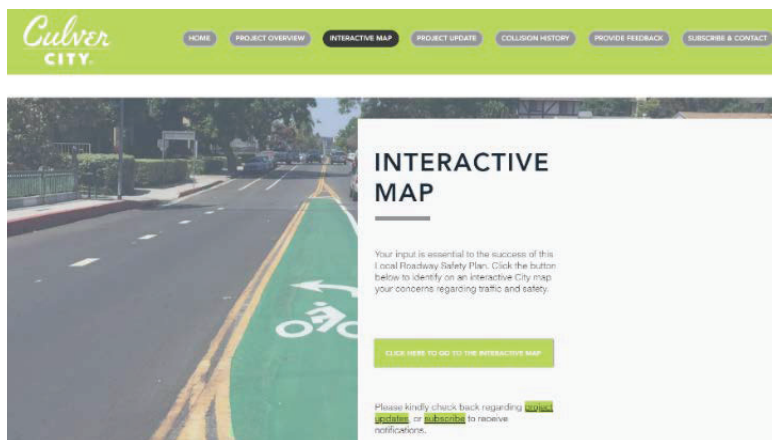 Culver
CITY
HOME
PROJECT OVERVIEW
INTERACTIVE MAP
PROJECT UPDATE
COLLISION HISTORY
PROVIDE FEEDBACK
SUBSCRIBE & CONTACT
INTERACTIVE
MAP
Your input is essential to the success of this
Local Roadway Safety Plan. Click the button
below to identify on an interactive City map
your concerns regarding traffic and safety.
CLICK HERE TO GO TO THE INTERACTIVE MAP
Please kindly check back regarding project
updates, or subscribe to receive
notifications.